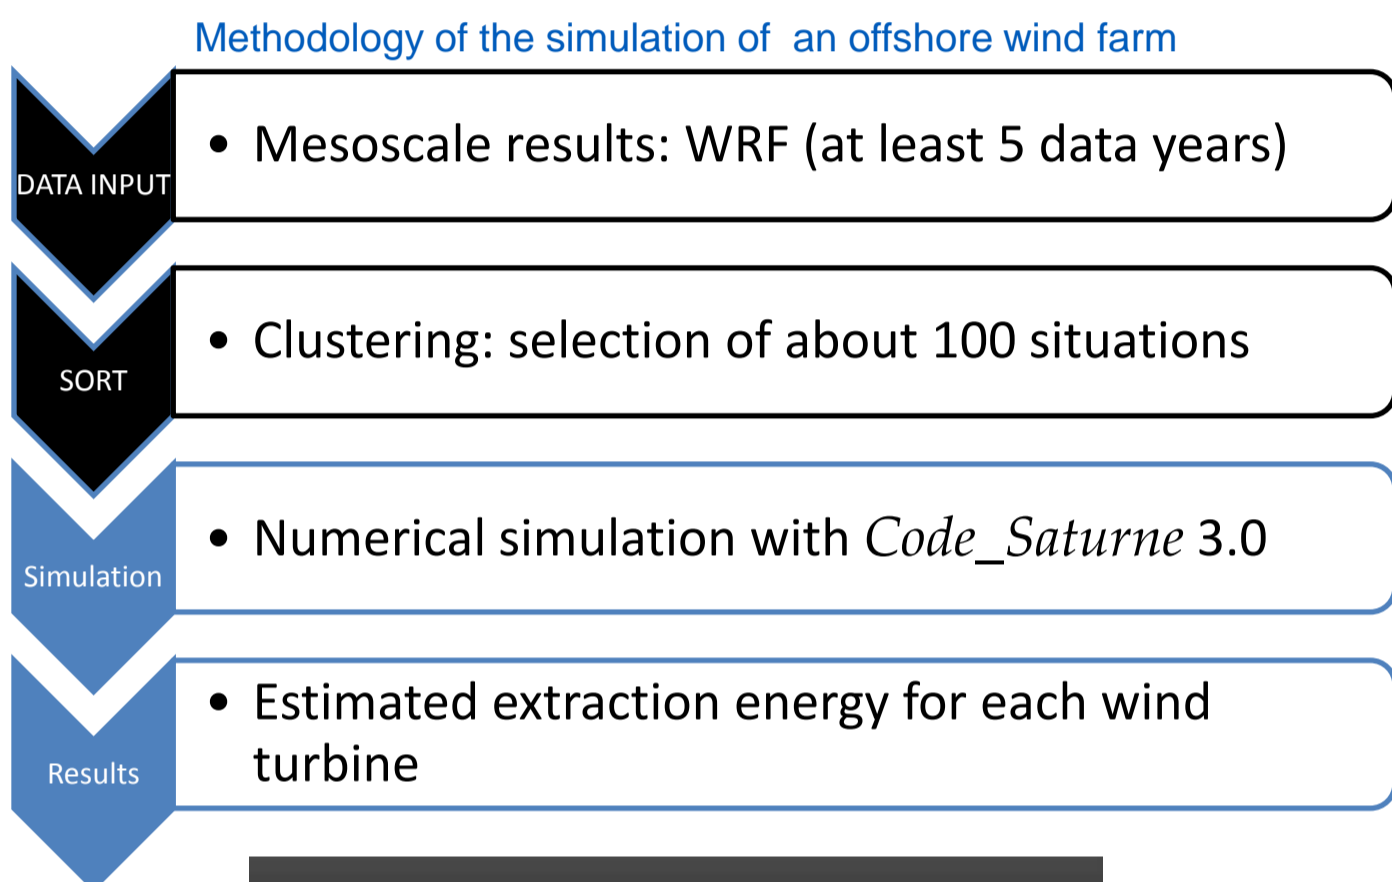 Methodology of the simulation of an offshore wind farm
DATA INPUT
• Mesoscale results: WRF (at least 5 data years)
SORT
• Clustering: selection of about 100 situations
Simulation
• Numerical simulation with Code_Saturne 3.0
Results
• Estimated extraction energy for each wind
turbine